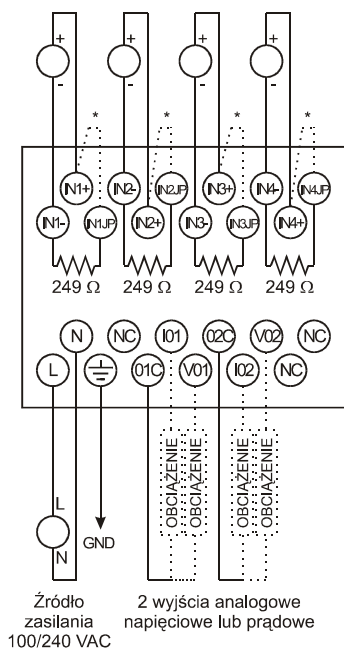 + + + +
- - - -
* * * *
IN1+ IN2- IN2JP IN3+ IN4- IN4JP
IN1- IN1JP IN2+ IN3- IN3JP IN4+
249 Ω 249 Ω 249 Ω 249 Ω
N NC I01 02C V02 NC
L 01C V01 I02 NC
OBCIĄŻENIE OBCIĄŻENIE OBCIĄŻENIE OBCIĄŻENIE
L
N
GND
Źródło
zasilania
100/240 VAC
2 wyjścia analogowe
napięciowe lub prądowe